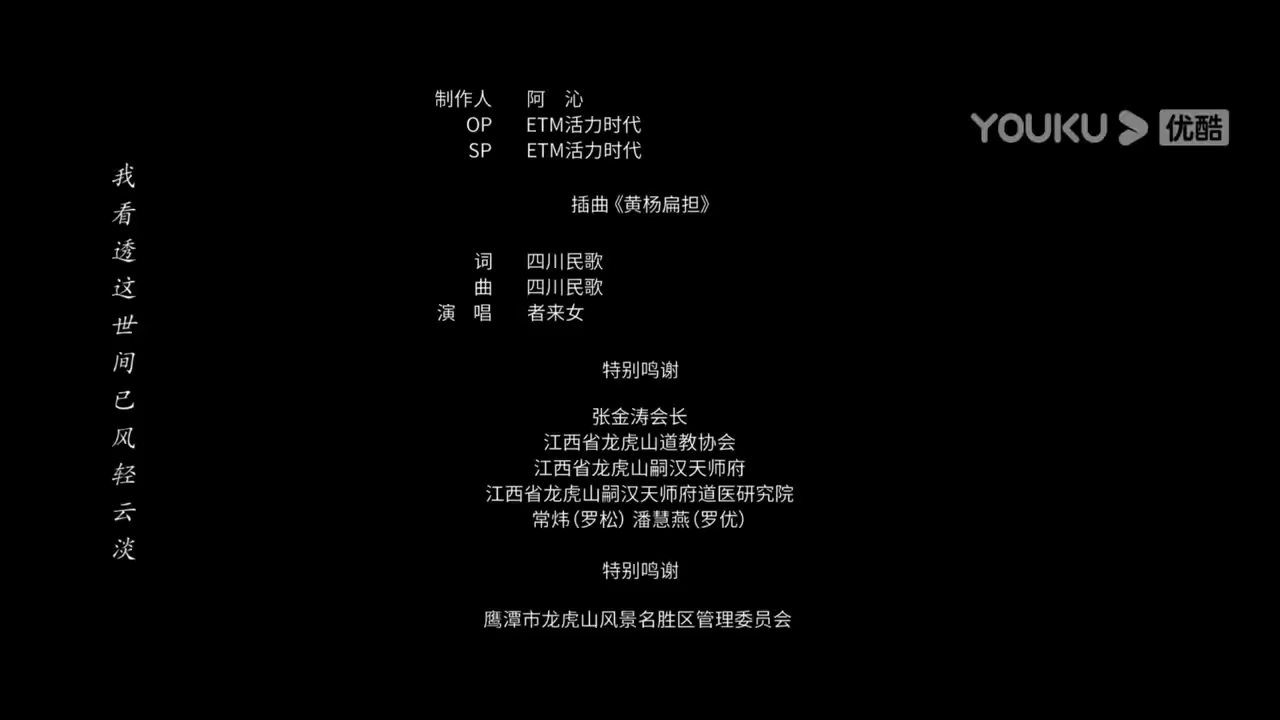 制作人 阿 沁
OP ETM活力时代
SP ETM活力时代
插曲《黄杨扁担》
词 四川民歌
曲 四川民歌
演 唱 者来女
特别鸣谢
张金涛会长
江西省龙虎山道教协会
江西省龙虎山嗣汉天师府
江西省龙虎山嗣汉天师府道医研究院
常炜(罗松) 潘慧燕(罗优)
特别鸣谢
鹰潭市龙虎山风景名胜区管理委员会
我看透这世间已风轻云淡
YOUKU 优酷